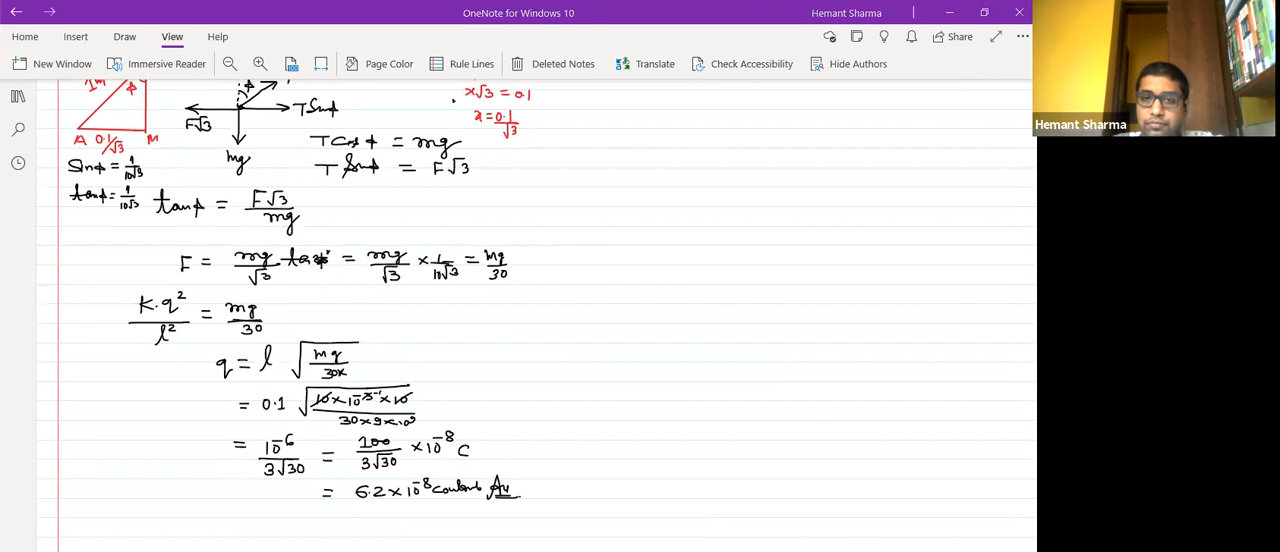 OneNote for Windows 10
Hemant Sharma
Home Insert Draw View Help
Share
New Window Immersive Reader Page Color Rule Lines Deleted Notes Translate Check Accessibility Hide Authors
1m ϕ
A 0.1/√3 M
F√3 T Sinϕ
mg
x√3 = 0.1
x = 0.1/√3
T Cosϕ = mg
Sinϕ = 1/10√3
T Sinϕ = F√3
tanϕ = 1/10√3
tanϕ = F√3/mg
F = mg/√3 tanϕ = mg/√3 × 1/10√3 = mg/30
K·q²/l² = mg/30
q = l √(mg/30K)
= 0.1 √(10×10⁻³⁻¹×10/30×9×10⁹)
= 10⁻⁶/3√30 = 100/3√30 × 10⁻⁸ C
= 6.2 × 10⁻⁸ Coulomb
Hemant Sharma